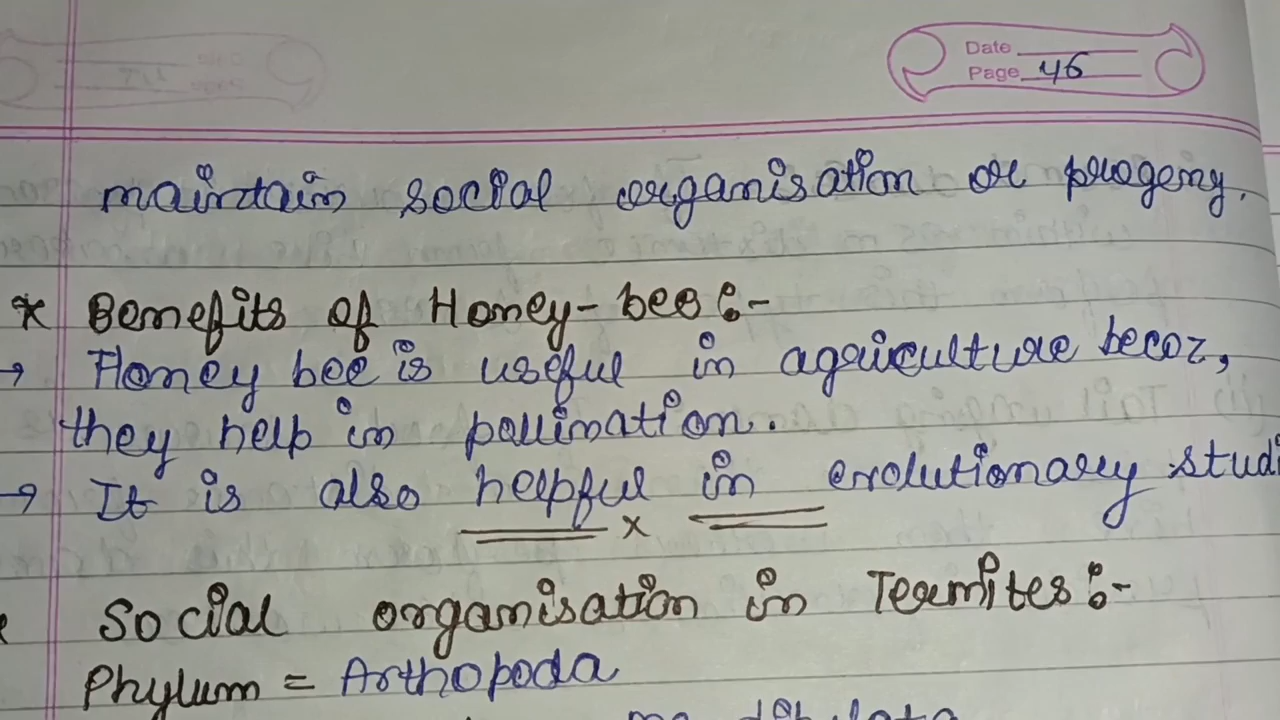 Date
Page 46
maintain social organisation or progeny.
* Benefits of Honey-bee :-
→ Honey bee is useful in agriculture becoz,
they help in pollination.
→ It is also helpful in evolutionary studi
x
Social organisation in Termites :-
Phylum = Arthopoda